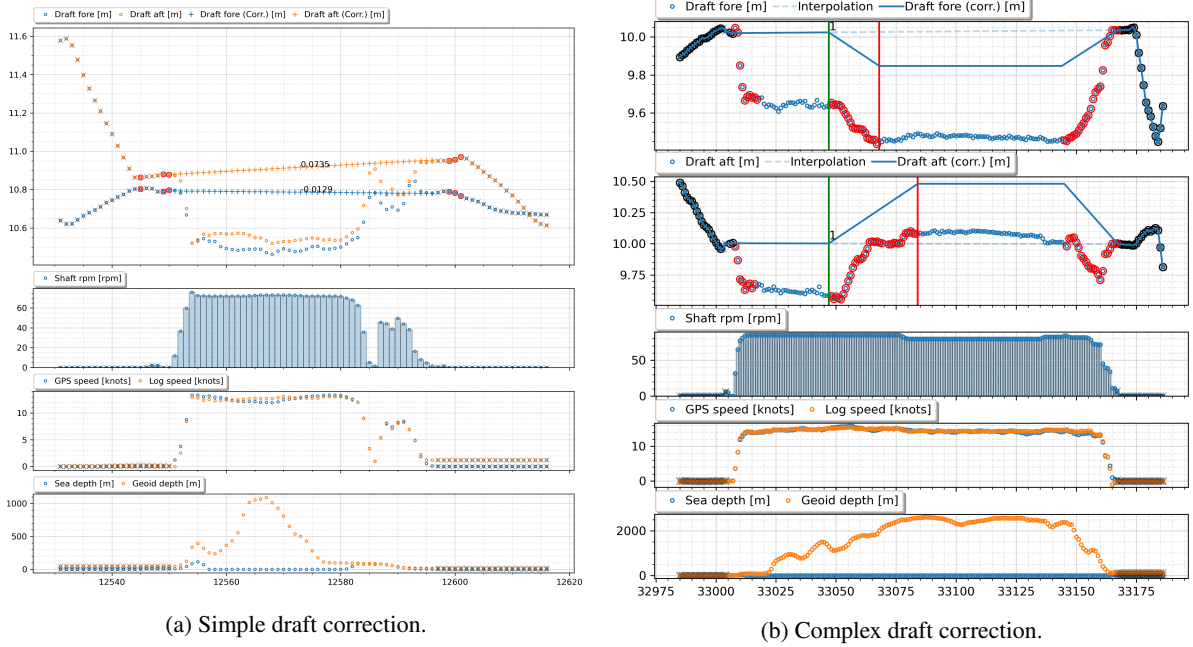 Draft fore [m] Draft aft [m] Draft fore (Corr.) [m] Draft aft (Corr.) [m]
11.6
11.4
11.2
11.0
10.8
10.6
0.0735
0.0129
Shaft rpm [rpm]
60
40
20
0
GPS speed [knots] Log speed [knots]
10
5
0
Sea depth [m] Geoid depth [m]
1000
500
0
12540 12560 12580 12600 12620
(a) Simple draft correction.
Draft fore [m] Interpolation Draft fore (corr.) [m]
10.0
9.8
9.6
1
Draft aft [m] Interpolation Draft aft (corr.) [m]
10.50
10.25
10.00
9.75
1
Shaft rpm [rpm]
50
0
GPS speed [knots] Log speed [knots]
10
0
Sea depth [m] Geoid depth [m]
2000
0
32975 33000 33025 33050 33075 33100 33125 33150 33175
(b) Complex draft correction.